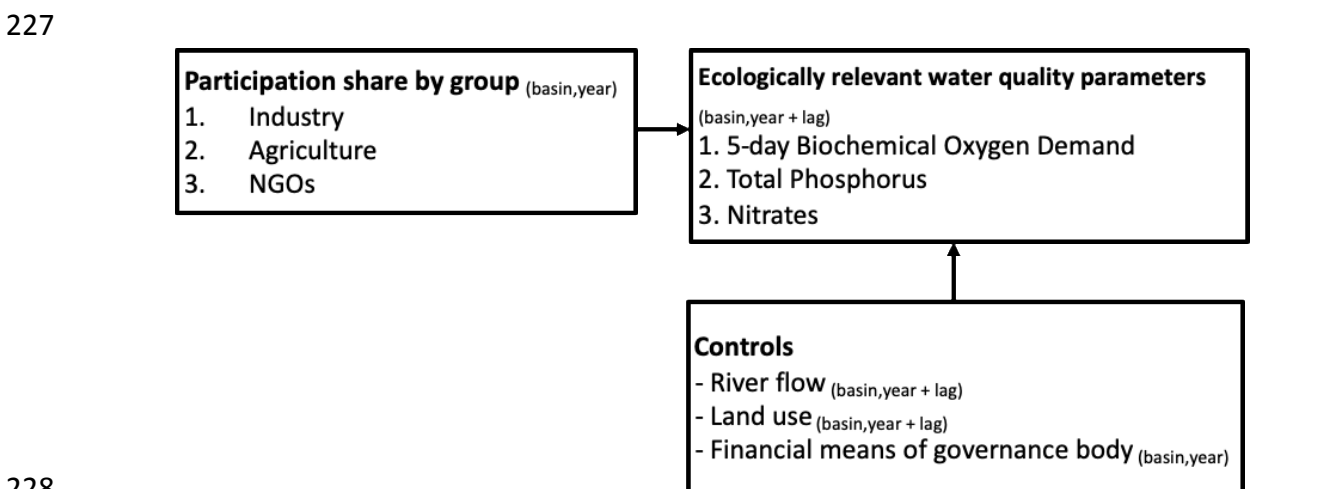 227
Participation share by group (basin,year)
1. Industry
2. Agriculture
3. NGOs
Ecologically relevant water quality parameters
(basin,year + lag)
1. 5-day Biochemical Oxygen Demand
2. Total Phosphorus
3. Nitrates
Controls
- River flow (basin,year + lag)
- Land use (basin,year + lag)
- Financial means of governance body (basin,year)
228